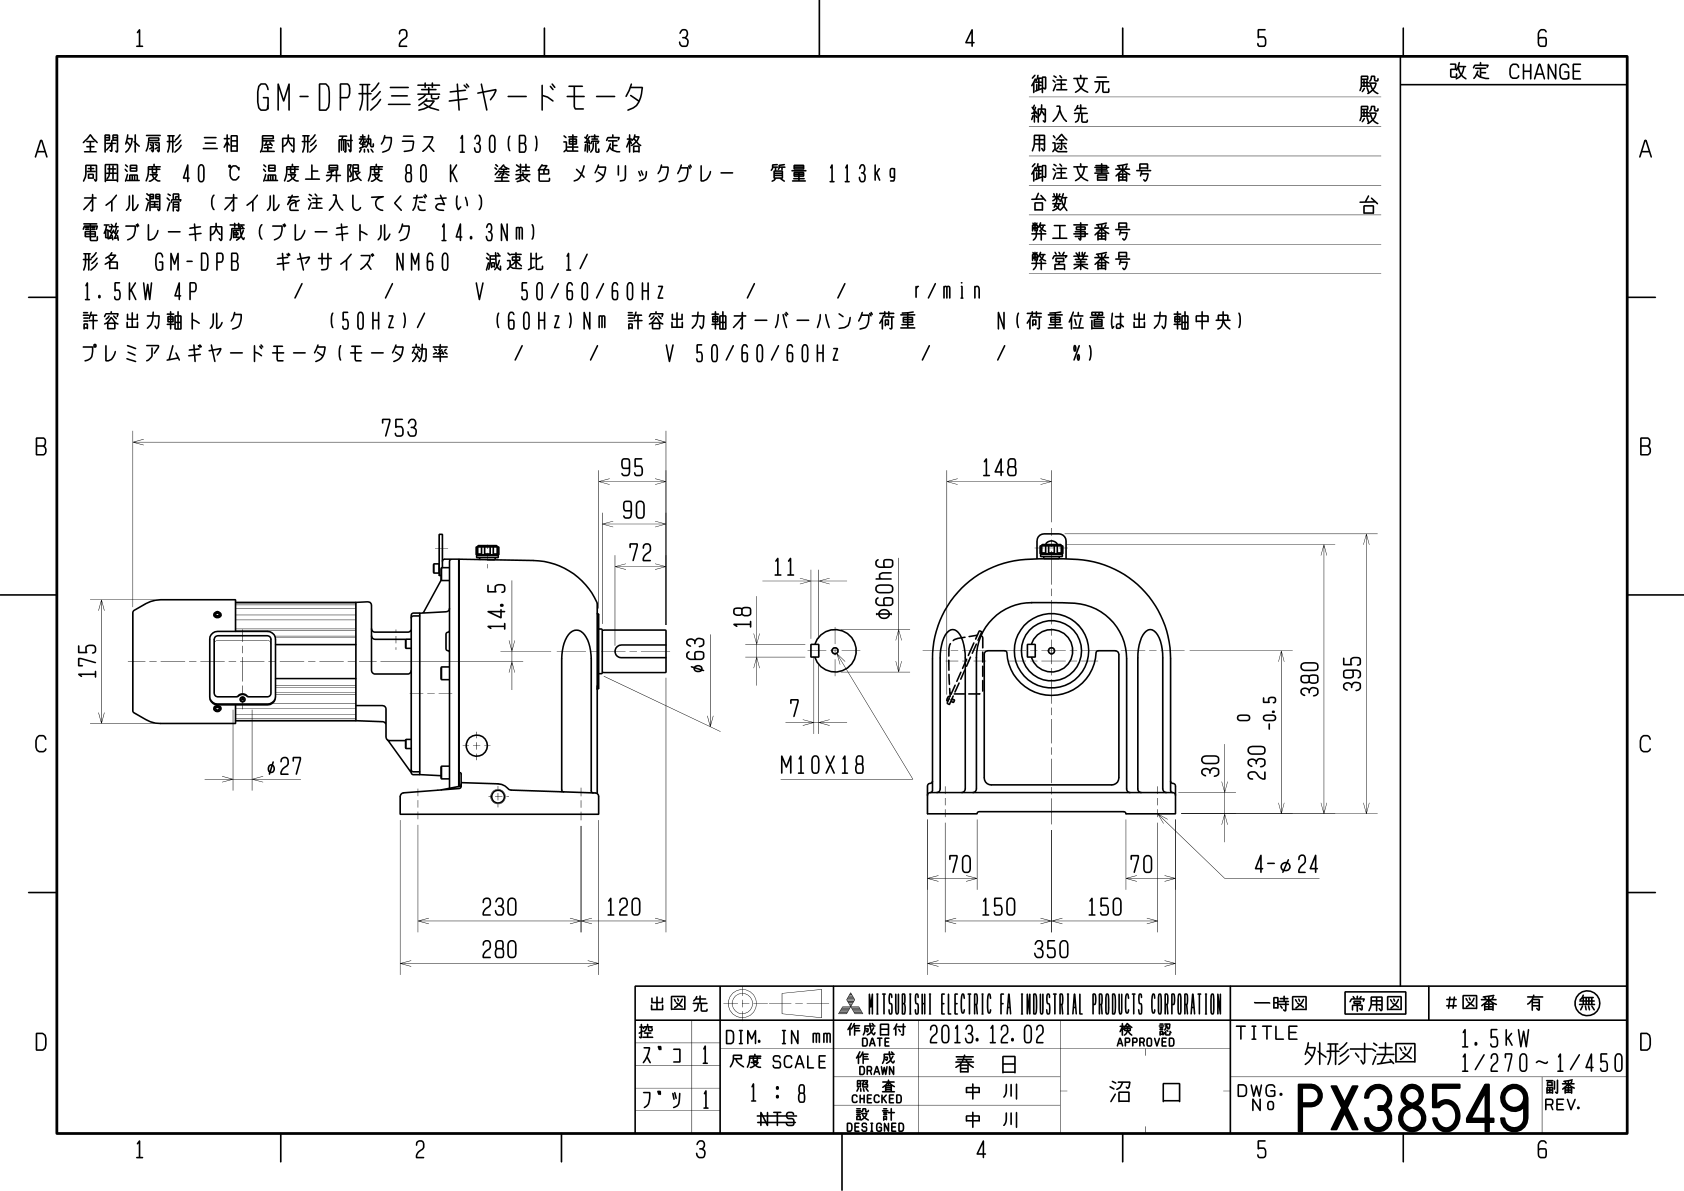 1 2 3 4 5 6
改定 CHANGE
GM-DP形三菱ギヤードモータ
全閉外扇形 三相 屋内形 耐熱クラス 130(B) 連続定格
周囲温度 40 ℃ 温度上昇限度 80 K 塗装色 メタリックグレー 質量 113kg
オイル潤滑 (オイルを注入してください)
電磁ブレーキ内蔵(ブレーキトルク 14.3Nm)
形名 GM-DPB ギヤサイズ NM60 減速比 1/
1.5KW 4P / / V 50/60/60Hz / / r/min
許容出力軸トルク (50Hz)/ (60Hz)Nm 許容出力軸オーバーハング荷重 N(荷重位置は出力軸中央)
プレミアムギヤードモータ(モータ効率 / / V 50/60/60Hz / / %)
御注文元 殿
納入先 殿
用途
御注文書番号
台数 台
弊工事番号
弊営業番号
A A
B B
C C
D D
753
95
90
72
14.5
175
φ27
φ63
230 120
280
11
18
7
Φ60h6
M10X18
148
380
395
30
230 0 -0.5
4-φ24
70 70
150 150
350
出図先
控
ズコ 1
ブツ 1
DIM. IN mm
尺度 SCALE
1 : 8
NTS
MITSUBISHI ELECTRIC FA INDUSTRIAL PRODUCTS CORPORATION
作成日付 DATE 2013.12.02
作成 DRAWN 春日
照査 CHECKED 中川
設計 DESIGNED 中川
検認 APPROVED
沼口
一時図 常用図 #図番 有 無
TITLE 外形寸法図
1.5kW
1/270~1/450
DWG. No PX38549
副番 REV.
1 2 3 4 5 6